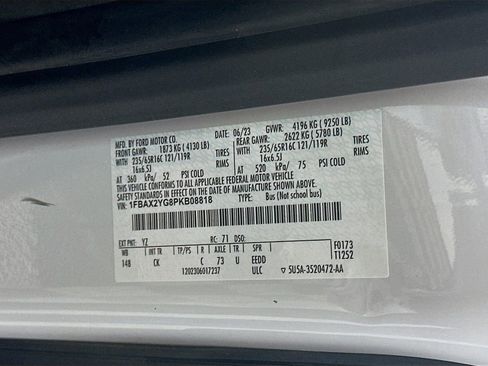 MFD. BY FORD MOTOR CO.
DATE: 06/23 GVWR: 4196 KG ( 9250 LB)
FRONT GAWR: 1873 KG ( 4130 LB) REAR GAWR: 2622 KG ( 5780 LB)
WITH 235/65R16C 121/119R TIRES WITH 235/65R16C 121/119R TIRES
16x6.5J RIMS 16x6.5J RIMS
AT 360 kPa/ 52 PSI COLD AT 520 kPa/ 75 PSI COLD
THIS VEHICLE CONFORMS TO ALL APPLICABLE FEDERAL MOTOR VEHICLE
SAFETY STANDARDS IN EFFECT ON THE DATE OF MANUFACTURE SHOWN ABOVE.
VIN: 1FBAX2YG8PKB08818 TYPE: Bus (Not school bus)
EXT PNT: YZ RC: 71 DSO: F0173
WB INT TR TP/PS R AXLE TR SPR T1252
148 CK C 73 U EEDD
1202306017237 ULC 5U5A-3520472-AA